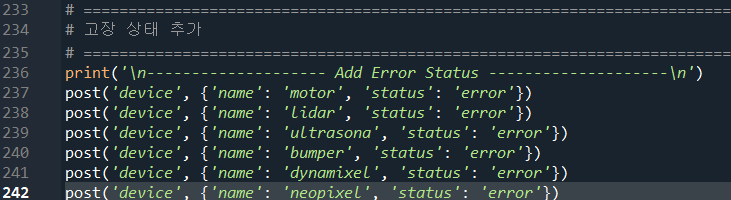 233 # ==========================================================================
234 # 고장 상태 추가
235 # ==========================================================================
236 print('\n-------------------- Add Error Status --------------------\n')
237 post('device', {'name': 'motor', 'status': 'error'})
238 post('device', {'name': 'lidar', 'status': 'error'})
239 post('device', {'name': 'ultrasona', 'status': 'error'})
240 post('device', {'name': 'bumper', 'status': 'error'})
241 post('device', {'name': 'dynamixel', 'status': 'error'})
242 post('device', {'name': 'neopixel', 'status': 'error'})